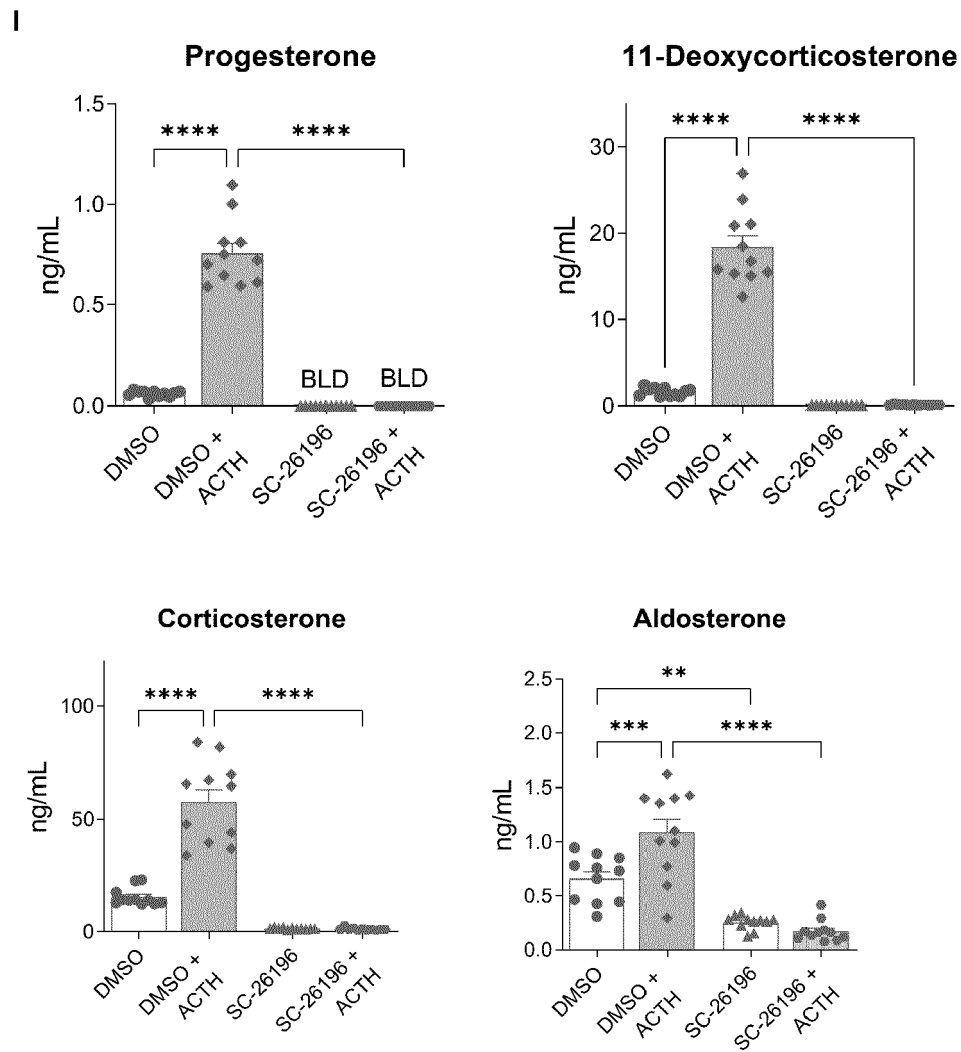 I
Progesterone
ng/mL
1.5
1.0
0.5
0.0
****
****
BLD
BLD
DMSO
DMSO +
ACTH
SC-26196
SC-26196 +
ACTH
11-Deoxycorticosterone
ng/mL
30
20
10
0
****
****
DMSO
DMSO +
ACTH
SC-26196
SC-26196 +
ACTH
Corticosterone
ng/mL
100
50
0
****
****
DMSO
DMSO +
ACTH
SC-26196
SC-26196 +
ACTH
Aldosterone
ng/mL
2.5
2.0
1.5
1.0
0.5
0.0
**
***
****
DMSO
DMSO +
ACTH
SC-26196
SC-26196 +
ACTH